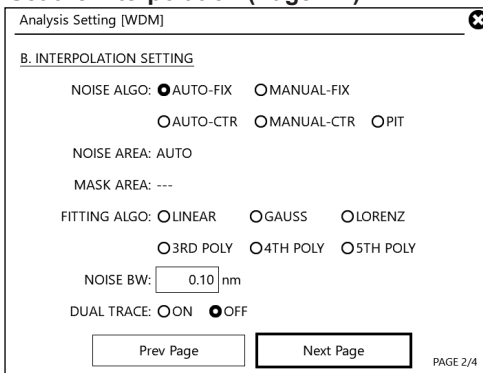 Analysis Setting [WDM]
B. INTERPOLATION SETTING
NOISE ALGO: AUTO-FIX MANUAL-FIX
AUTO-CTR MANUAL-CTR PIT
NOISE AREA: AUTO
MASK AREA: ---
FITTING ALGO: LINEAR GAUSS LORENZ
3RD POLY 4TH POLY 5TH POLY
NOISE BW: 0.10 nm
DUAL TRACE: ON OFF
Prev Page Next Page
PAGE 2/4